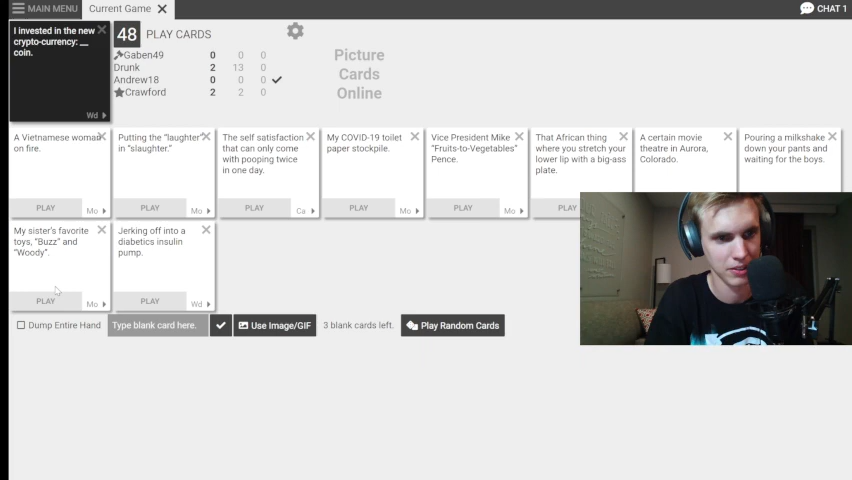 MAIN MENU
Current Game
CHAT 1
I invested in the new
crypto-currency: __
coin.
Wd
48 PLAY CARDS
Gaben49 0 0 0
Drunk 2 13 0
Andrew18 0 0 0
Crawford 2 2 0
Picture
Cards
Online
A Vietnamese woman
on fire.
PLAY
Mo
Putting the “laughter”
in “slaughter.”
PLAY
Mo
The self satisfaction
that can only come
with pooping twice
in one day.
PLAY
Ca
My COVID-19 toilet
paper stockpile.
PLAY
Mo
Vice President Mike
“Fruits-to-Vegetables”
Pence.
PLAY
Mo
That African thing
where you stretch your
lower lip with a big-ass
plate.
PLAY
A certain movie
theatre in Aurora,
Colorado.
Pouring a milkshake
down your pants and
waiting for the boys.
My sister's favorite
toys, “Buzz” and
“Woody”.
PLAY
Mo
Jerking off into a
diabetics insulin
pump.
PLAY
Wd
Dump Entire Hand
Type blank card here.
Use Image/GIF
3 blank cards left.
Play Random Cards